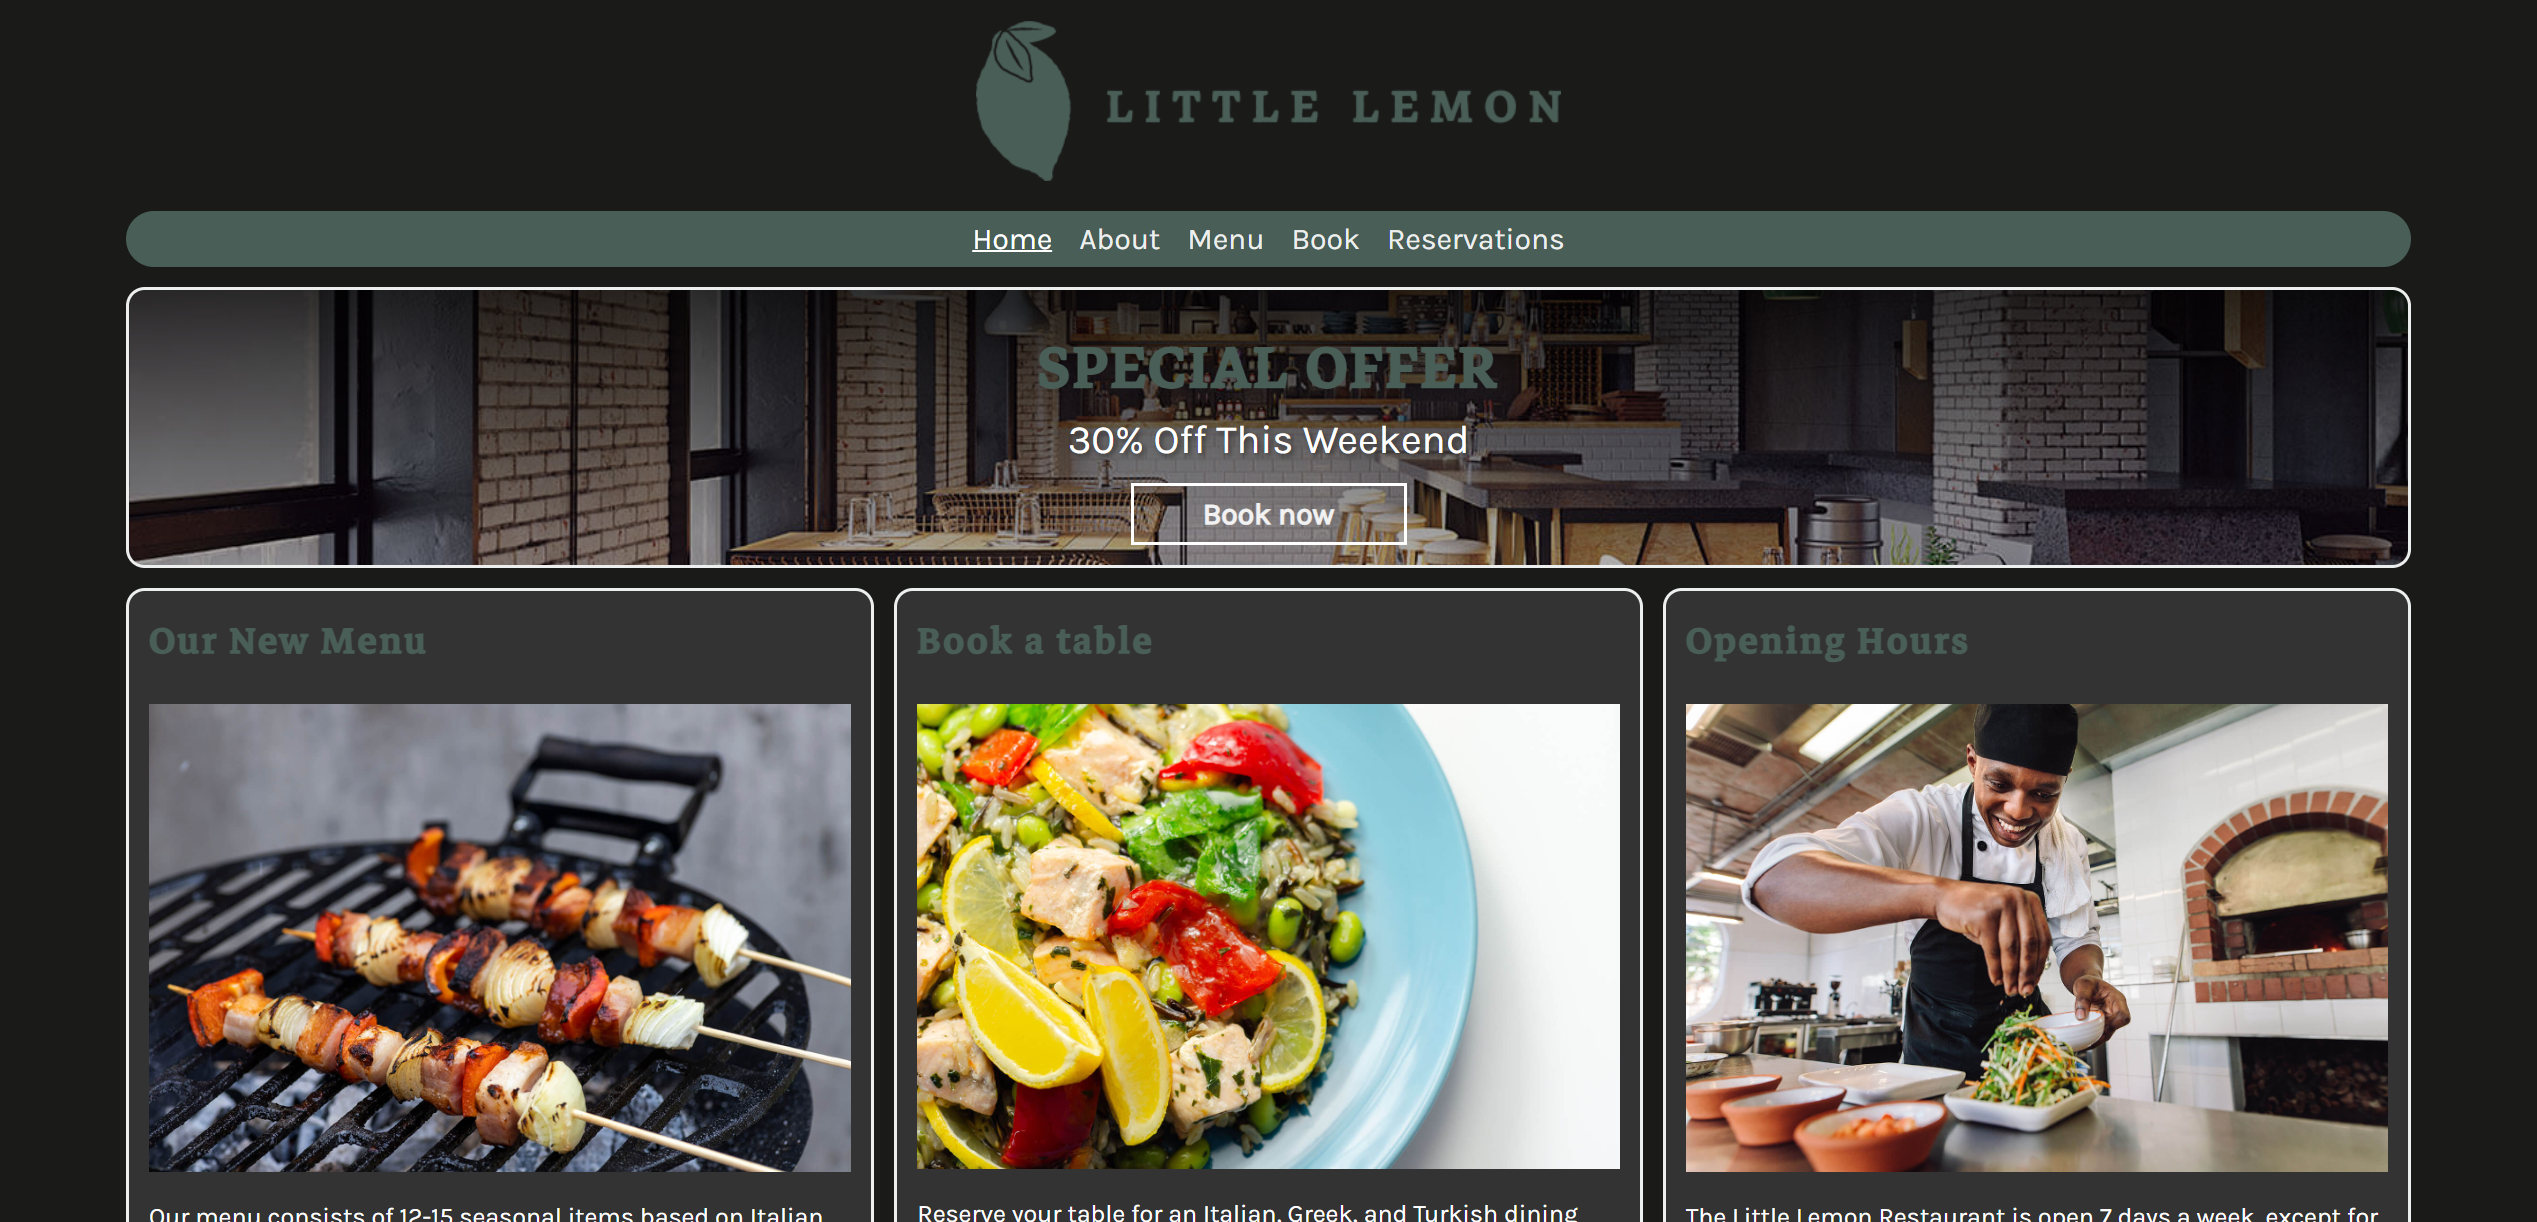 LITTLE LEMON
Home About Menu Book Reservations
SPECIAL OFFER
30% Off This Weekend
Book now
Our New Menu
Book a table
Opening Hours
Our menu consists of 12-15 seasonal items based on Italian,
Reserve your table for an Italian, Greek, and Turkish dining
The Little Lemon Restaurant is open 7 days a week, except for